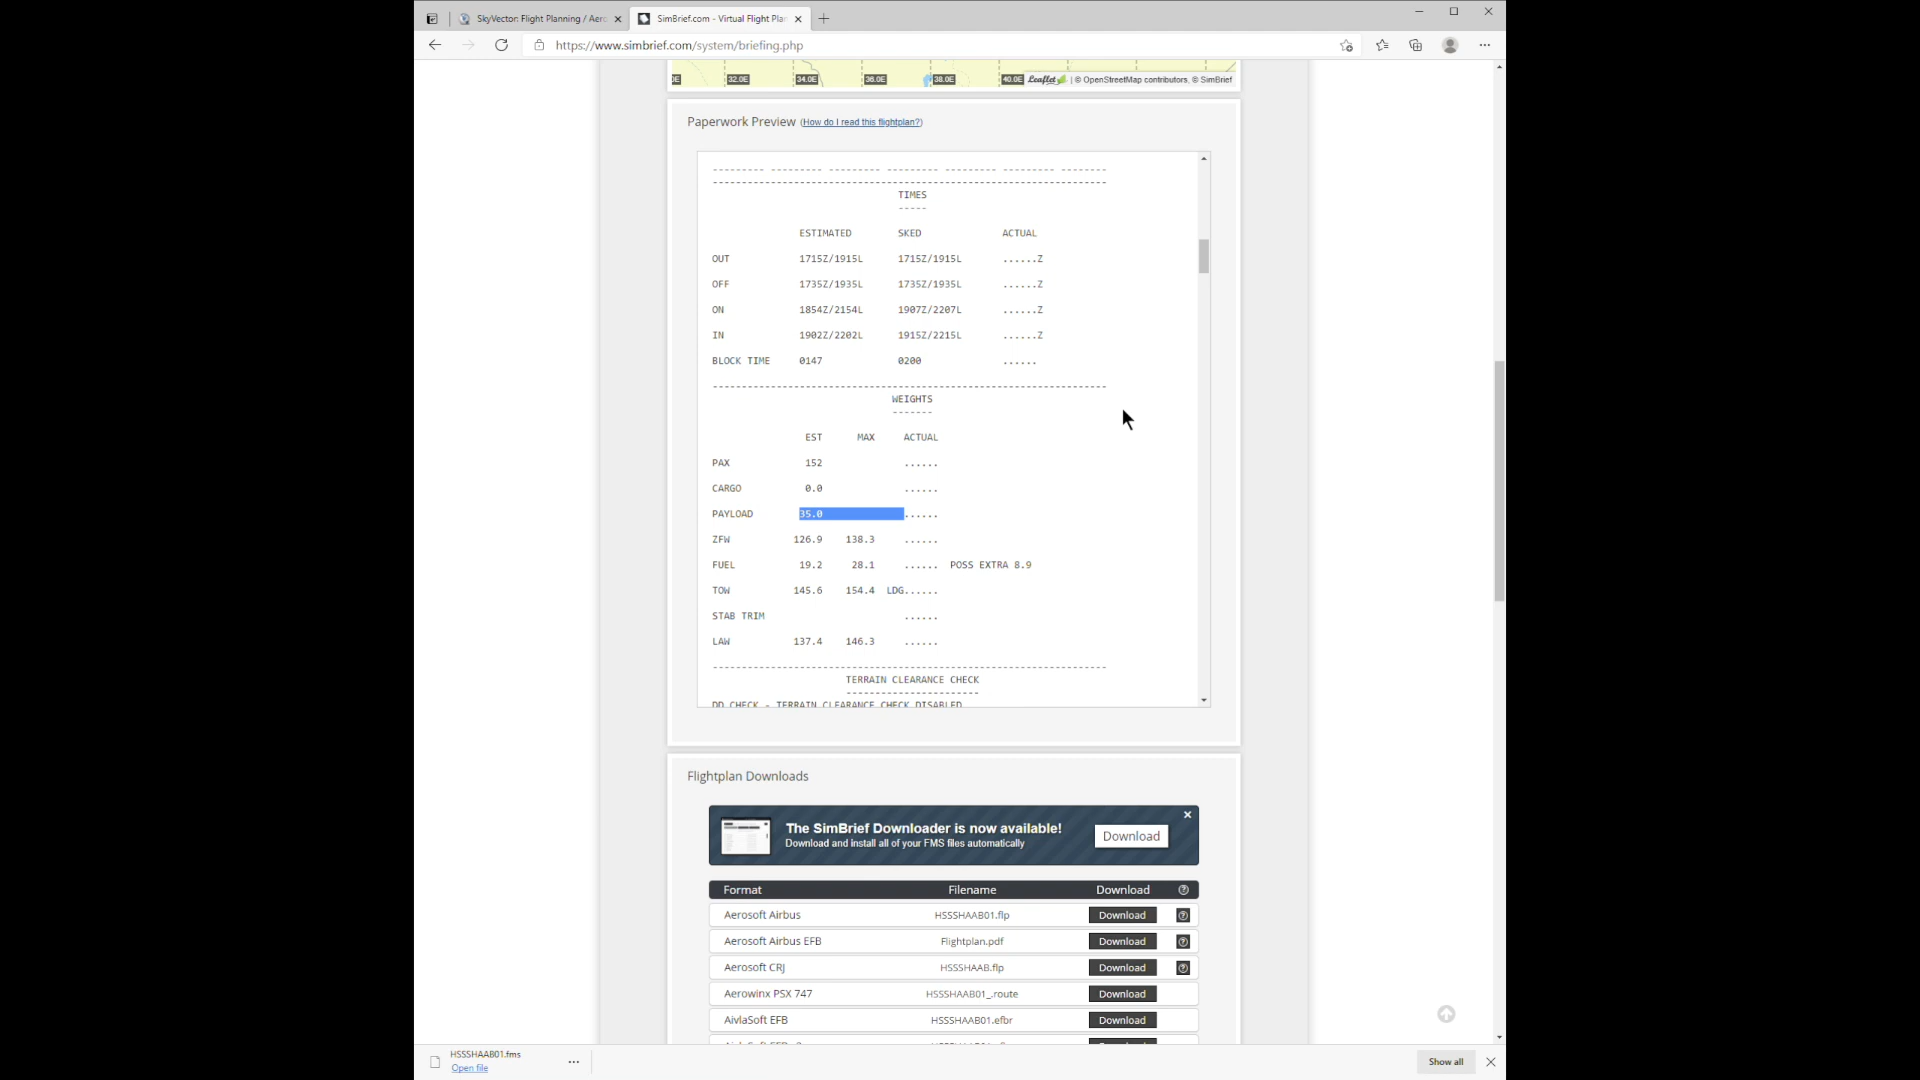 SkyVector: Flight Planning / Aero
SimBrief.com - Virtual Flight Plan
https://www.simbrief.com/system/briefing.php
32.0E 34.0E 36.0E 38.0E 40.0E Leaflet | © OpenStreetMap contributors, © SimBrief
Paperwork Preview (How do I read this flightplan?)
--------- --------- --------- --------- --------- --------- --------
--------------------------------------------------------------------
TIMES
-----
ESTIMATED SKED ACTUAL
OUT 1715Z/1915L 1715Z/1915L ......Z
OFF 1735Z/1935L 1735Z/1935L ......Z
ON 1854Z/2154L 1907Z/2207L ......Z
IN 1902Z/2202L 1915Z/2215L ......Z
BLOCK TIME 0147 0200 ......
--------------------------------------------------------------------
WEIGHTS
-------
EST MAX ACTUAL
PAX 152 ......
CARGO 0.0 ......
PAYLOAD 35.0 ......
ZFW 126.9 138.3 ......
FUEL 19.2 28.1 ...... POSS EXTRA 8.9
TOW 145.6 154.4 LDG......
STAB TRIM ......
LAW 137.4 146.3 ......
--------------------------------------------------------------------
TERRAIN CLEARANCE CHECK
-----------------------
DD CHECK - TERRAIN CLEARANCE CHECK DISABLED
Flightplan Downloads
The SimBrief Downloader is now available!
Download and install all of your FMS files automatically
Download
Format Filename Download
Aerosoft Airbus HSSSHAAB01.flp Download
Aerosoft Airbus EFB Flightplan.pdf Download
Aerosoft CRJ HSSSHAAB.flp Download
Aerowinx PSX 747 HSSSHAAB01_.route Download
AivlaSoft EFB HSSSHAAB01.efbr Download
HSSSHAAB01.fms
Open file
Show all